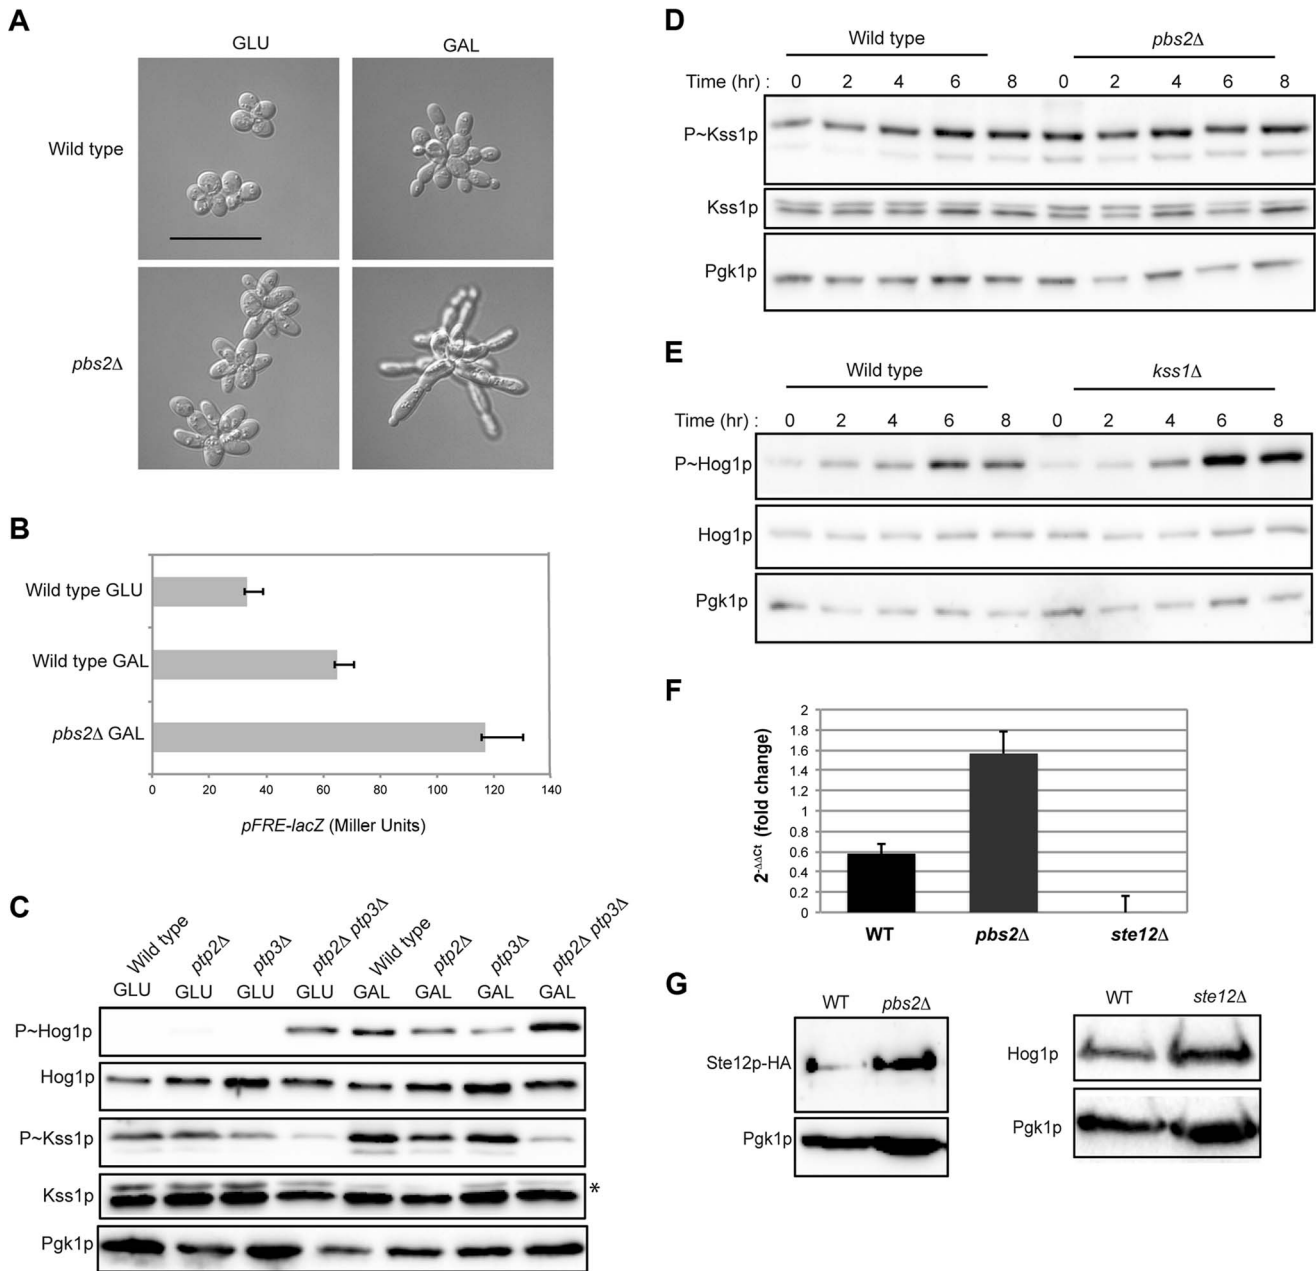 A
GLU GAL
Wild type
pbs2Δ
B
Wild type GLU
Wild type GAL
pbs2Δ GAL
0 20 40 60 80 100 120 140
pFRE-lacZ (Miller Units)
C
Wild type ptp2Δ ptp3Δ ptp2Δ ptp3Δ Wild type ptp2Δ ptp3Δ ptp2Δ ptp3Δ
GLU GLU GLU GLU GAL GAL GAL GAL
P~Hog1p
Hog1p
P~Kss1p
Kss1p *
Pgk1p
D
Wild type pbs2Δ
Time (hr) : 0 2 4 6 8 0 2 4 6 8
P~Kss1p
Kss1p
Pgk1p
E
Wild type kss1Δ
Time (hr) : 0 2 4 6 8 0 2 4 6 8
P~Hog1p
Hog1p
Pgk1p
F
2-ΔΔCt (fold change)
2
1.8
1.6
1.4
1.2
1
0.8
0.6
0.4
0.2
0
WT pbs2Δ ste12Δ
G
WT pbs2Δ
Ste12p-HA
Pgk1p
WT ste12Δ
Hog1p
Pgk1p